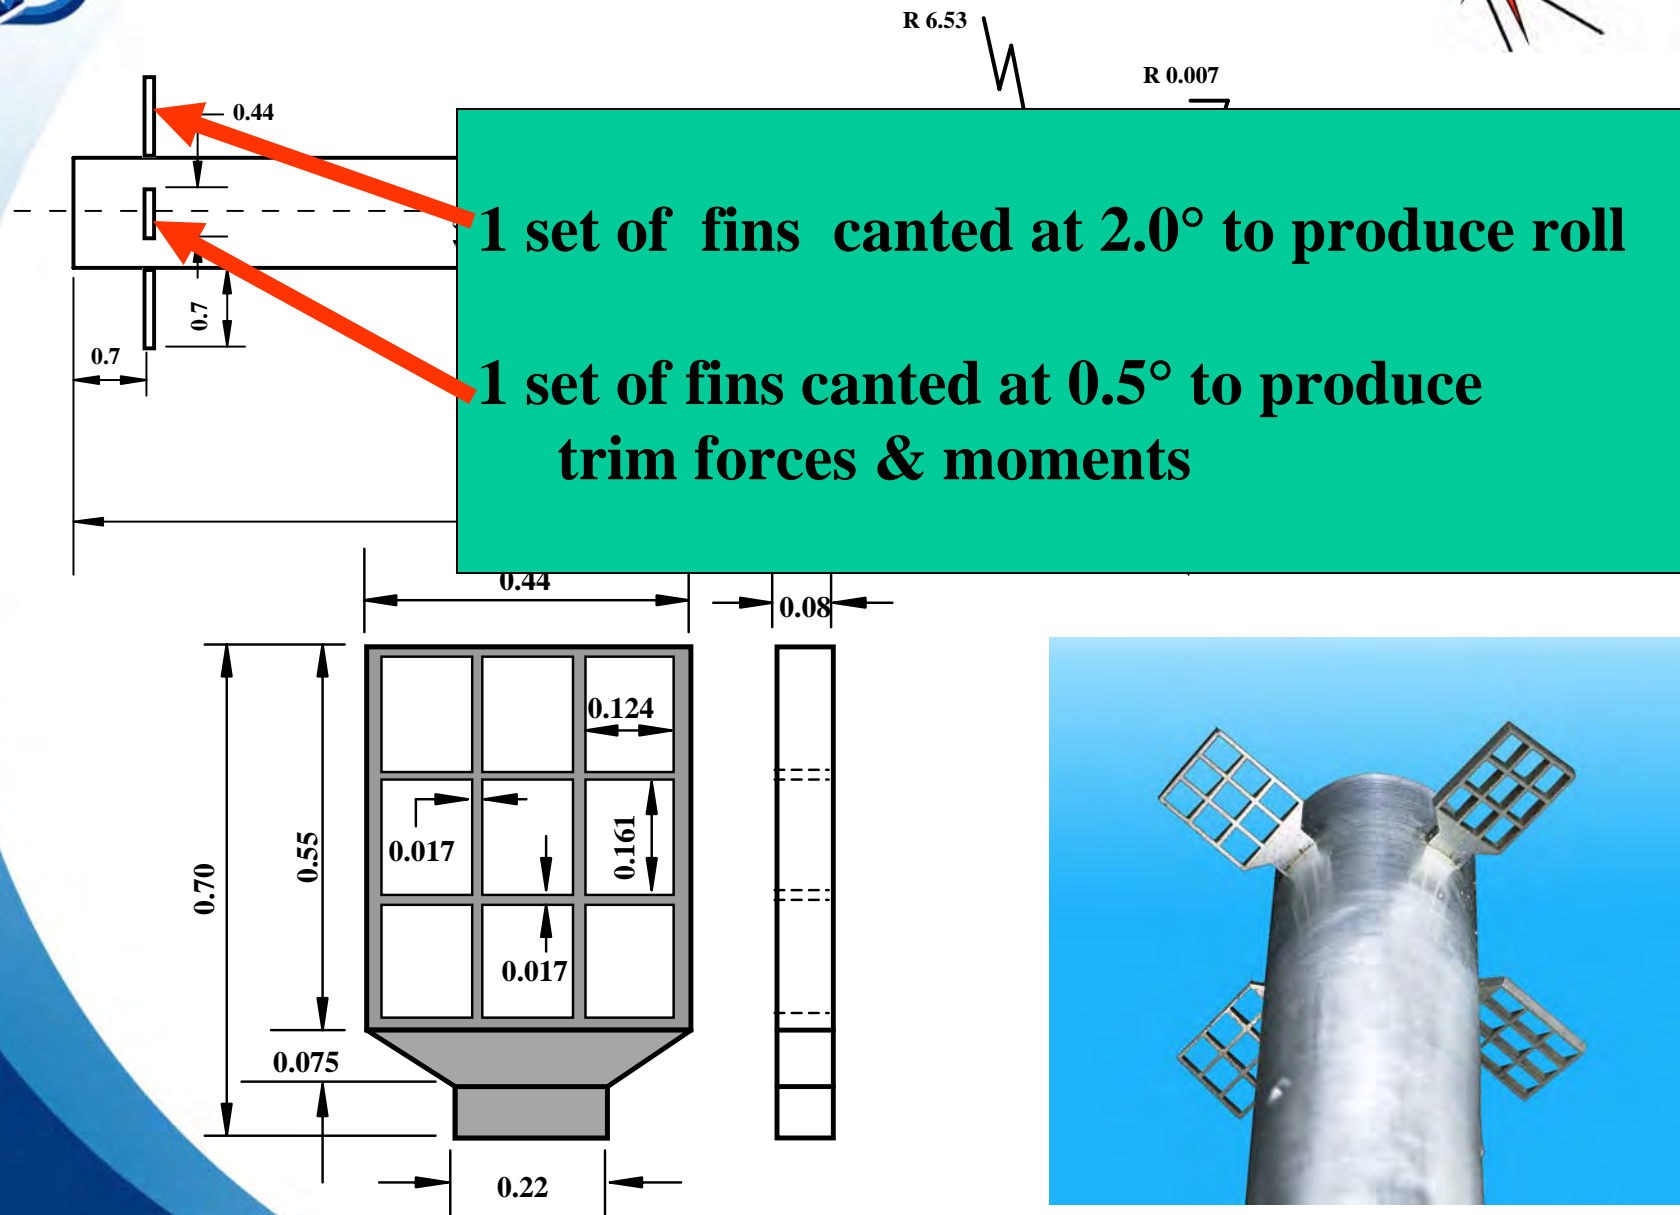 R 6.53
R 0.007
0.44
1 set of fins canted at 2.0° to produce roll
0.7
0.7
1 set of fins canted at 0.5° to produce
trim forces & moments
0.44
0.08
0.124
0.017
0.161
0.55
0.70
0.017
0.075
0.22